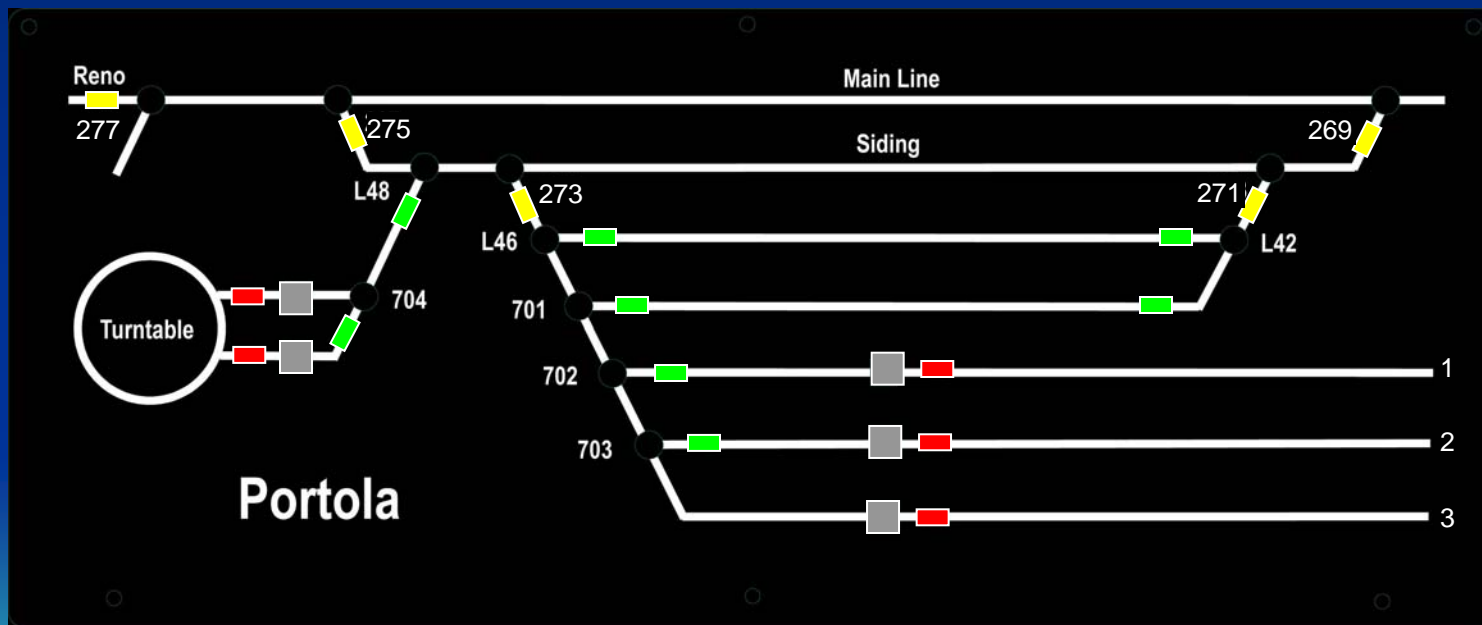 Reno
Main Line
277
275
269
Siding
L48
273
271
L46
L42
704
701
Turntable
702
1
703
2
Portola
3